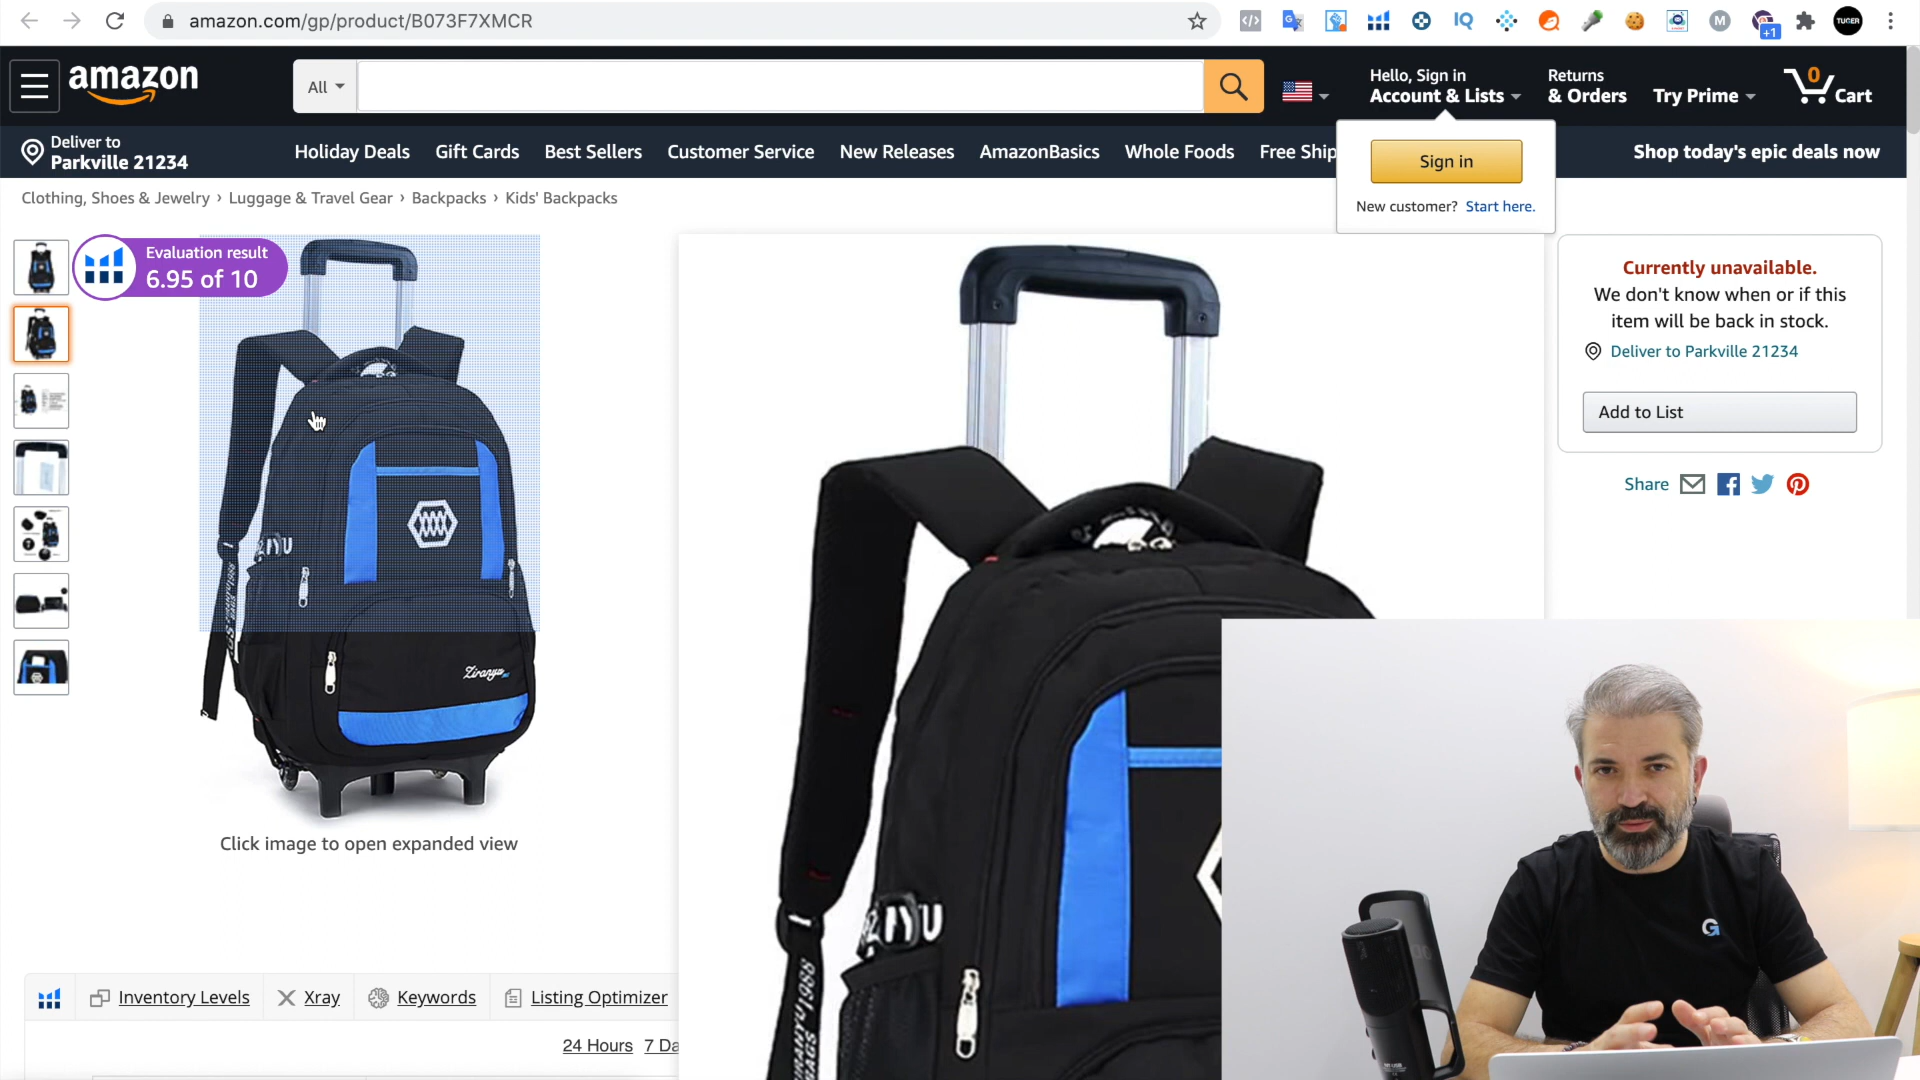 amazon.com/gp/product/B073F7XMCR
IQ
M
+1
TUNCER
amazon
All
Hello, Sign in
Account & Lists
Returns
& Orders
Try Prime
0
Cart
Deliver to
Parkville 21234
Holiday Deals
Gift Cards
Best Sellers
Customer Service
New Releases
AmazonBasics
Whole Foods
Free Ship
Shop today's epic deals now
Sign in
New customer? Start here.
Clothing, Shoes & Jewelry › Luggage & Travel Gear › Backpacks › Kids' Backpacks
Evaluation result
6.95 of 10
Currently unavailable.
We don't know when or if this
item will be back in stock.
Deliver to Parkville 21234
Add to List
Share
Ziranyu
Click image to open expanded view
Inventory Levels
Xray
Keywords
Listing Optimizer
24 Hours
7 Da
G